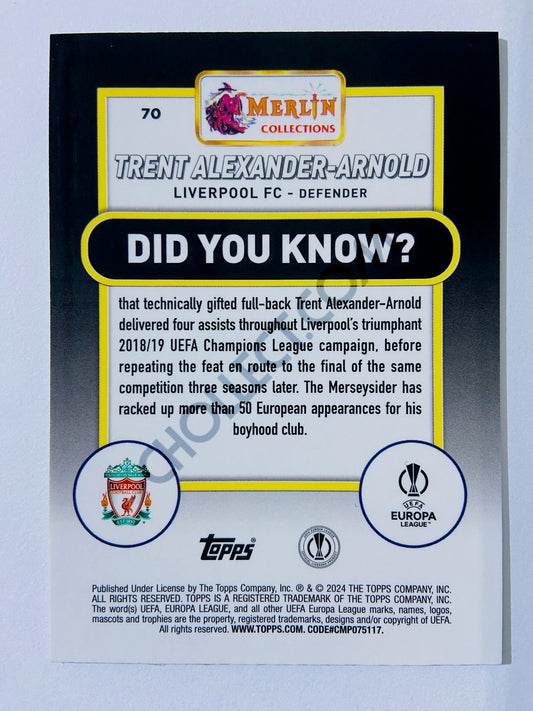 70
MERLIN
COLLECTIONS
TRENT ALEXANDER-ARNOLD
LIVERPOOL FC - DEFENDER
DID YOU KNOW?
that technically gifted full-back Trent Alexander-Arnold
delivered four assists throughout Liverpool's triumphant
2018/19 UEFA Champions League campaign, before
repeating the feat en route to the final of the same
competition three seasons later. The Merseysider has
racked up more than 50 European appearances for his
boyhood club.
CHOLLECT.COM
LIVERPOOL
FOOTBALL CLUB
EST·1892
UEFA
EUROPA
LEAGUE™
topps®
Published Under License by The Topps Company, Inc. ® & © 2024 THE TOPPS COMPANY, INC.
ALL RIGHTS RESERVED. TOPPS IS A REGISTERED TRADEMARK OF THE TOPPS COMPANY, INC.
The word(s) UEFA, EUROPA LEAGUE, and all other UEFA Europa League marks, names, logos,
mascots and trophies are the property, registered trademarks, designs and/or copyright of UEFA.
All rights reserved. WWW.TOPPS.COM. CODE#CMP075117.